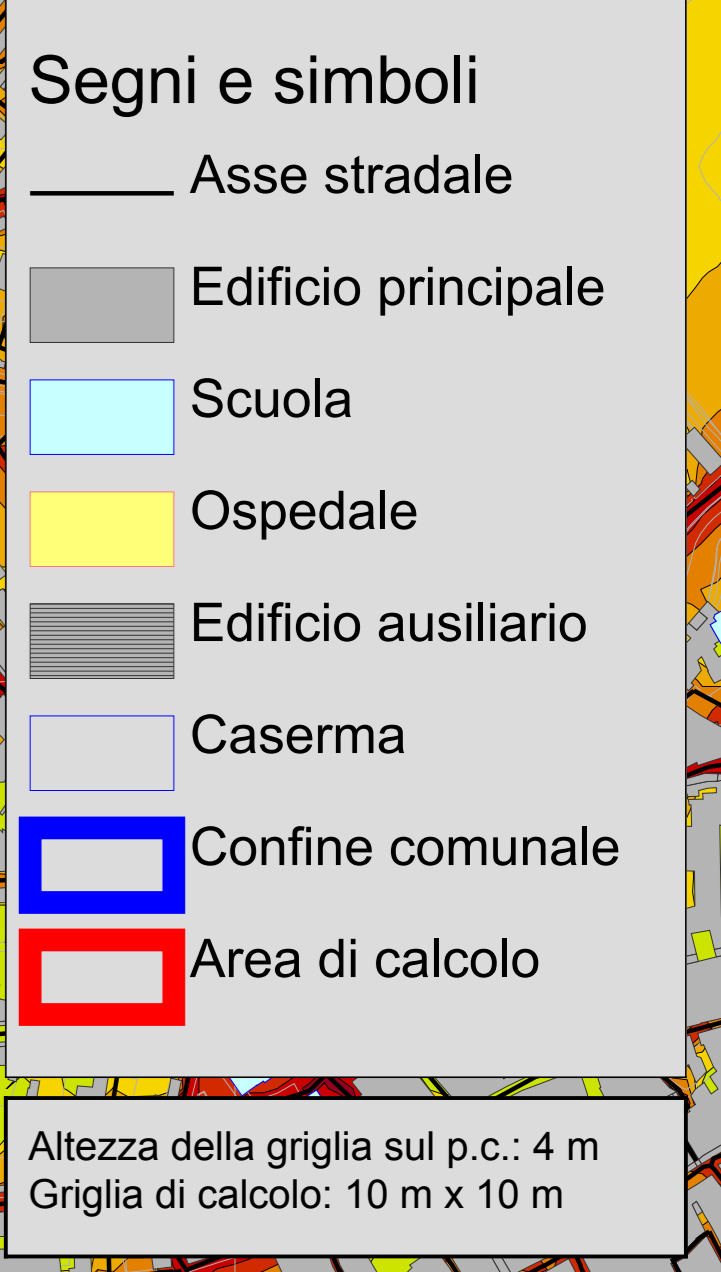 Segni e simboli
Asse stradale
Edificio principale
Scuola
Ospedale
Edificio ausiliario
Caserma
Confine comunale
Area di calcolo
Altezza della griglia sul p.c.: 4 m
Griglia di calcolo: 10 m x 10 m